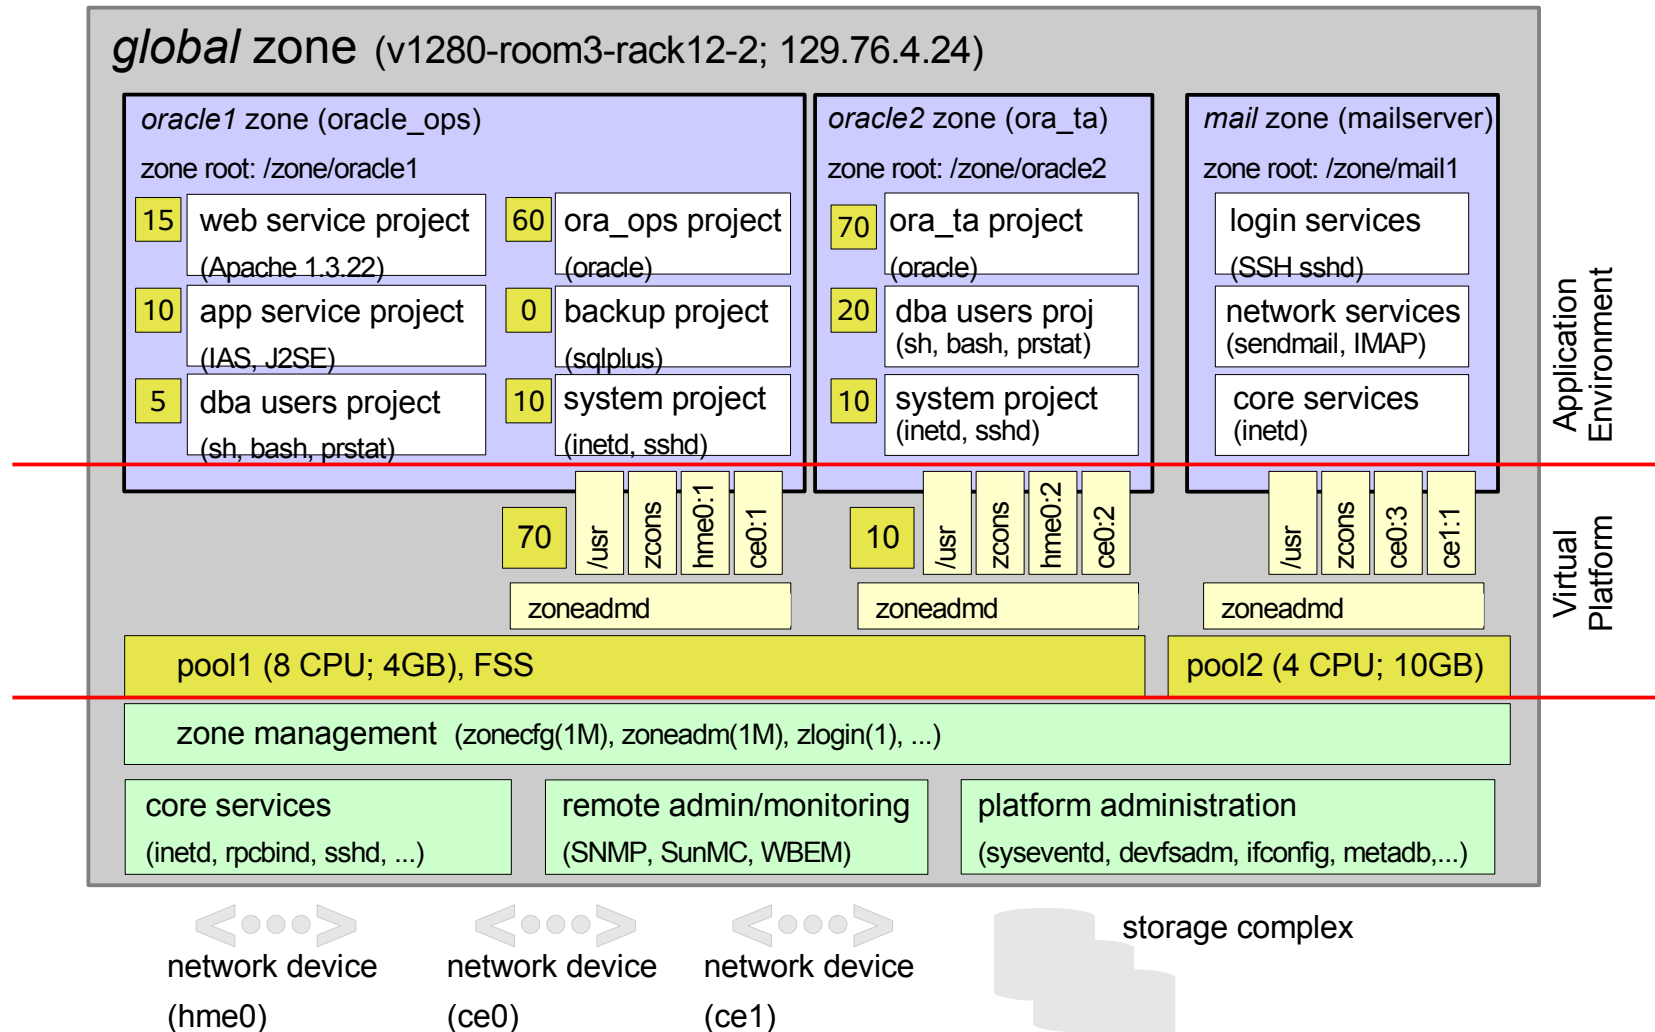 global zone (v1280-room3-rack12-2; 129.76.4.24)
oracle1 zone (oracle_ops)
zone root: /zone/oracle1
15
web service project
(Apache 1.3.22)
60
ora_ops project
(oracle)
10
app service project
(IAS, J2SE)
0
backup project
(sqlplus)
5
dba users project
(sh, bash, prstat)
10
system project
(inetd, sshd)
oracle2 zone (ora_ta)
zone root: /zone/oracle2
70
ora_ta project
(oracle)
20
dba users proj
(sh, bash, prstat)
10
system project
(inetd, sshd)
mail zone (mailserver)
zone root: /zone/mail1
login services
(SSH sshd)
network services
(sendmail, IMAP)
core services
(inetd)
Application
Environment
70
/usr
zcons
hme0:1
ce0:1
zoneadmd
10
/usr
zcons
hme0:2
ce0:2
zoneadmd
/usr
zcons
ce0:3
ce1:1
zoneadmd
Virtual
Platform
pool1 (8 CPU; 4GB), FSS
pool2 (4 CPU; 10GB)
zone management (zonecfg(1M), zoneadm(1M), zlogin(1), ...)
core services
(inetd, rpcbind, sshd, ...)
remote admin/monitoring
(SNMP, SunMC, WBEM)
platform administration
(syseventd, devfsadm, ifconfig, metadb,...)
network device
(hme0)
network device
(ce0)
network device
(ce1)
storage complex